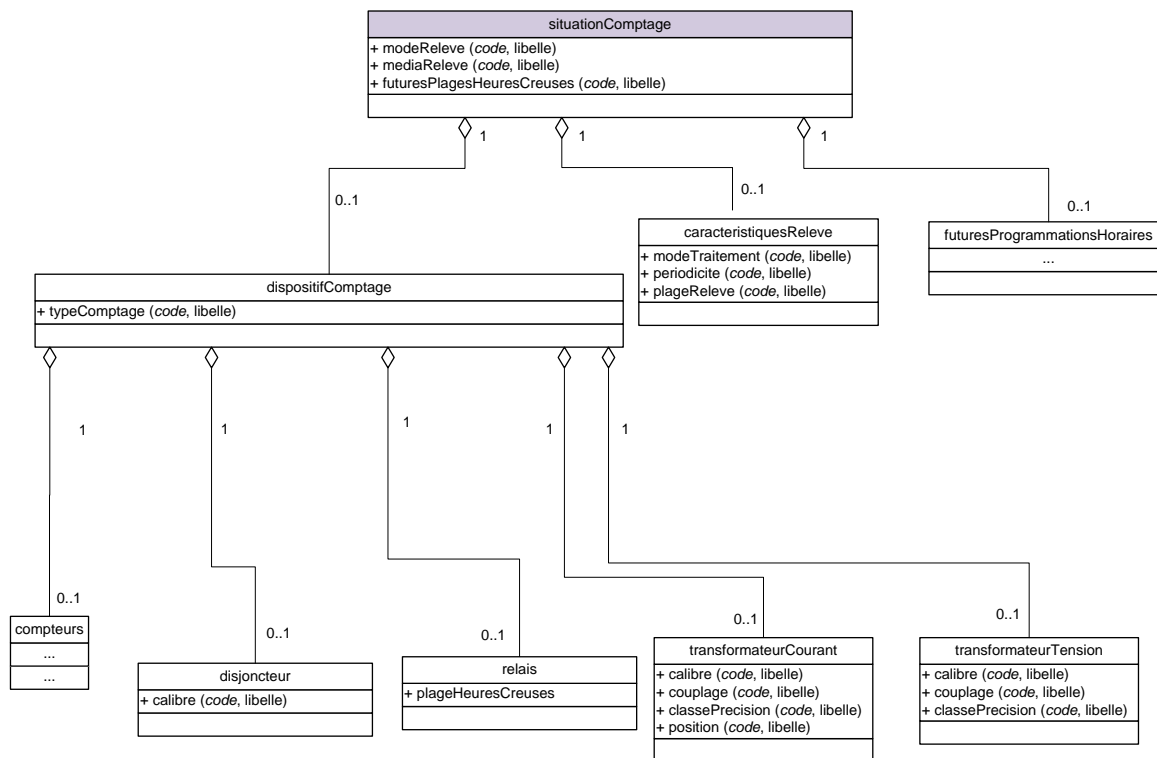 situationComptage
+ modeReleve (code, libelle)
+ mediaReleve (code, libelle)
+ futuresPlagesHeuresCreuses (code, libelle)
1
1
1
0..1
0..1
0..1
caracteristiquesReleve
+ modeTraitement (code, libelle)
+ periodicite (code, libelle)
+ plageReleve (code, libelle)
futuresProgrammationsHoraires
...
dispositifComptage
+ typeComptage (code, libelle)
1
1
1
1
1
0..1
0..1
0..1
0..1
0..1
compteurs
...
...
disjoncteur
+ calibre (code, libelle)
relais
+ plageHeuresCreuses
transformateurCourant
+ calibre (code, libelle)
+ couplage (code, libelle)
+ classePrecision (code, libelle)
+ position (code, libelle)
transformateurTension
+ calibre (code, libelle)
+ couplage (code, libelle)
+ classePrecision (code, libelle)